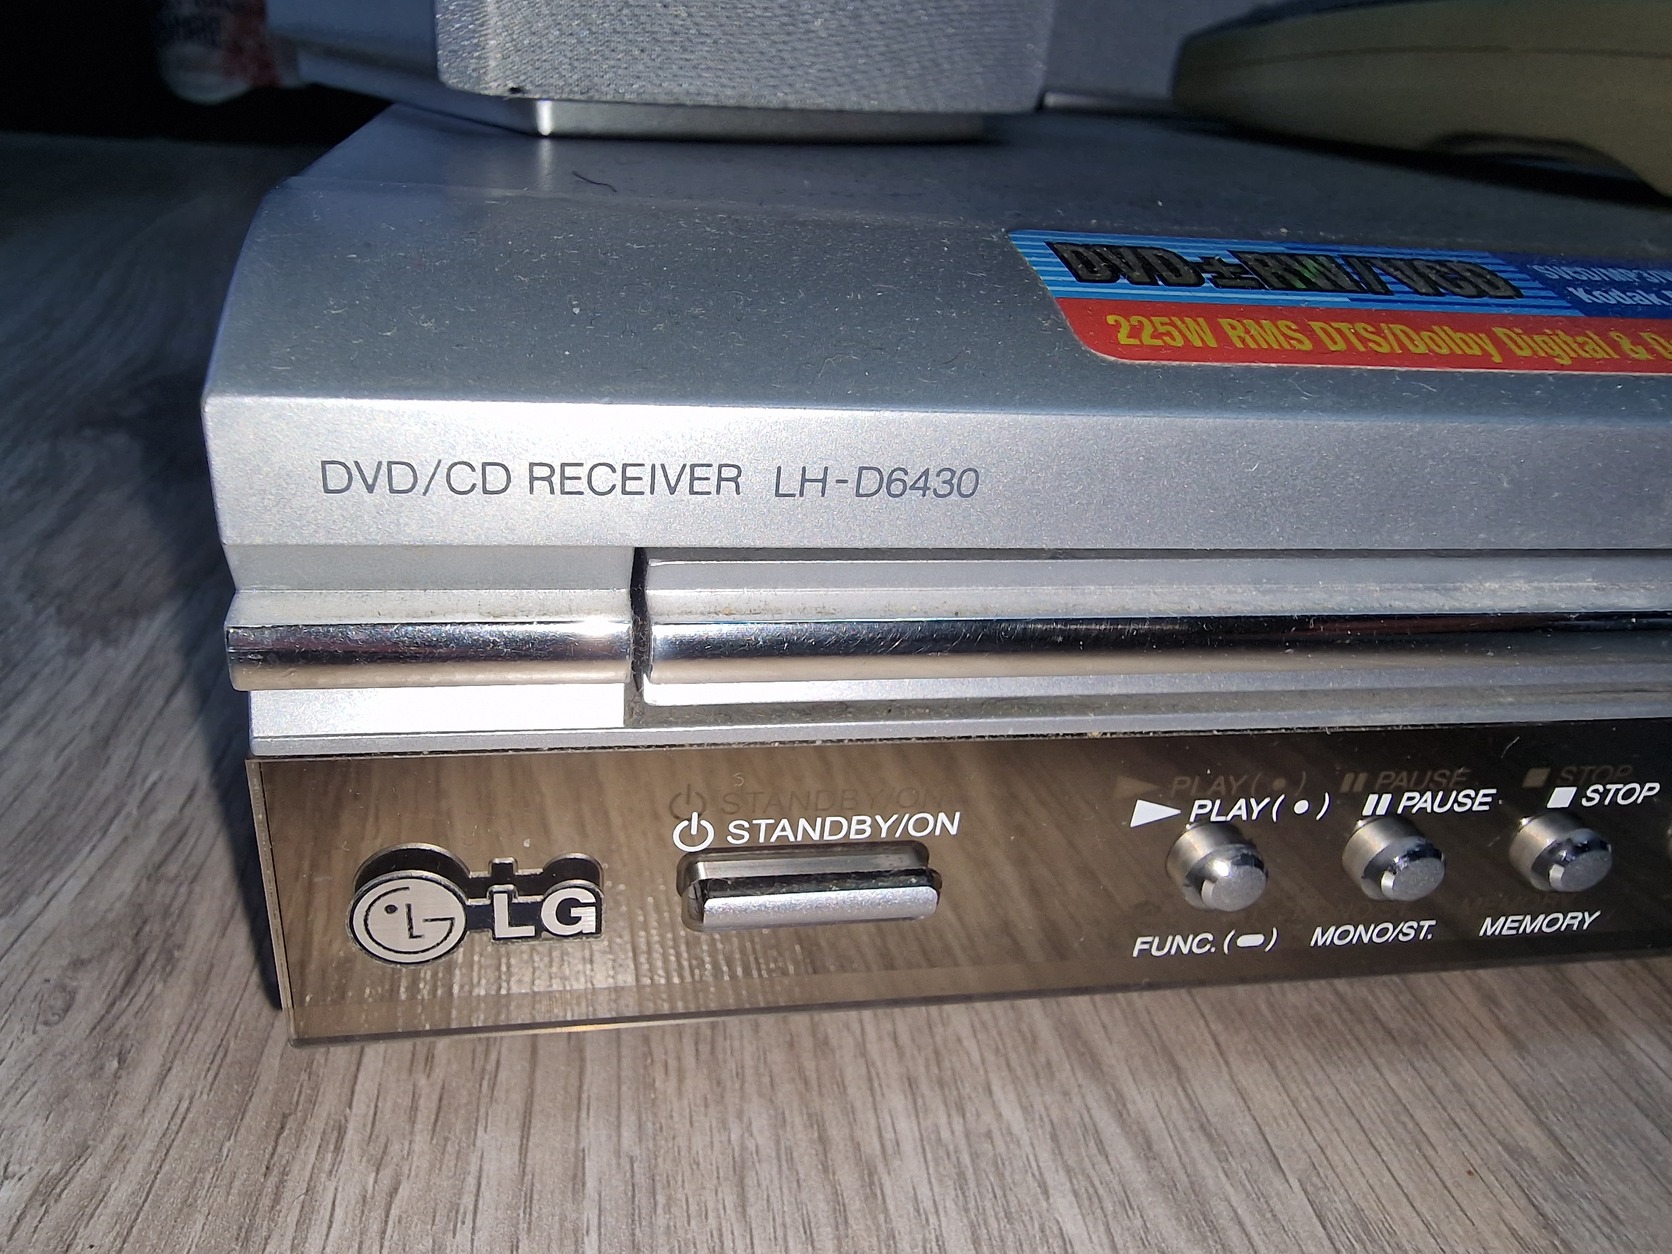 DVD±RW/VCD
Kodak
225W RMS DTS/Dolby Digital &
DVD/CD RECEIVER LH-D6430
STANDBY/ON
PLAY(●)
PAUSE
STOP
LG
FUNC.(▬)
MONO/ST.
MEMORY